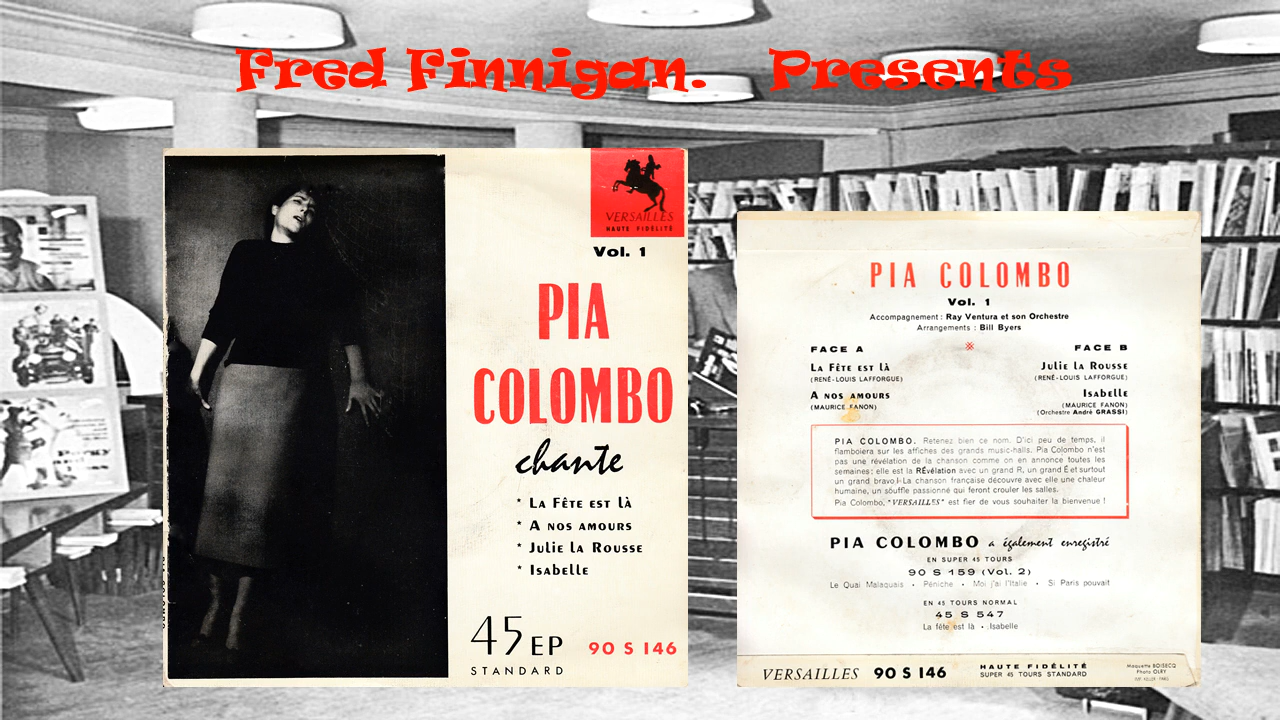 Fred Finnigan. Presents
VERSAILLES
HAUTE FIDÉLITÉ
Vol. 1
PIA
COLOMBO
chante
* La Fête est Là
* A nos amours
* Julie la Rousse
* Isabelle
45 EP
STANDARD
90 S 146
PIA COLOMBO
Vol. 1
Accompagnement : Ray Ventura et son Orchestre
Arrangements : Bill Byers
FACE A
La Fête est là
(RENÉ-LOUIS LAFFORGUE)
A nos amours
(MAURICE FANON)
FACE B
Julie la Rousse
(RENÉ-LOUIS LAFFORGUE)
Isabelle
(MAURICE FANON)
(Orchestre André GRASSI)
PIA COLOMBO. Retenez bien ce nom. D'ici peu de temps, il
flamboiera sur les affiches des grands music-halls. Pia Colombo n'est
pas une révélation de la chanson comme on en annonce toutes les
semaines : elle est la RÉvélation avec un grand R, un grand É et surtout
un grand bravo ! La chanson française découvre avec elle une chaleur
humaine, un souffle passionné qui feront crouler les salles.
Pia Colombo, "VERSAILLES" est fier de vous souhaiter la bienvenue !
PIA COLOMBO a également enregistré
EN SUPER 45 TOURS
90 S 159 (Vol. 2)
Le Quai Malaquais • Péniche • Moi j'ai l'Italie • Si Paris pouvait
EN 45 TOURS NORMAL
45 S 547
La fête est là • Isabelle
VERSAILLES 90 S 146
HAUTE FIDÉLITÉ
SUPER 45 TOURS STANDARD
Maquette BOISECQ
Photo OLRY